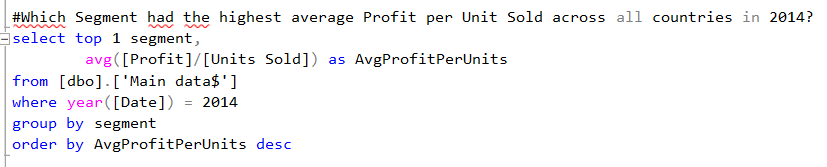 #Which Segment had the highest average Profit per Unit Sold across all countries in 2014?
select top 1 segment,
avg([Profit]/[Units Sold]) as AvgProfitPerUnits
from [dbo].['Main data$']
where year([Date]) = 2014
group by segment
order by AvgProfitPerUnits desc